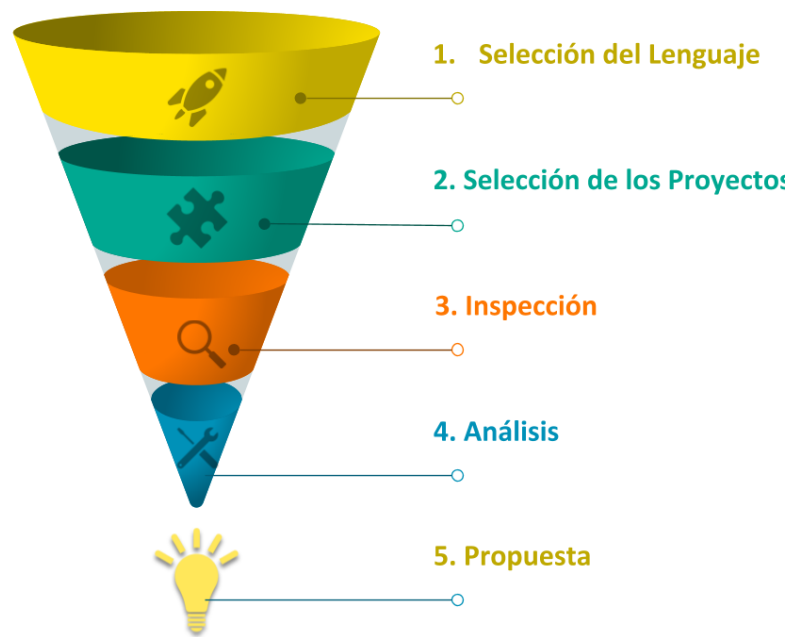 1. Selección del Lenguaje
2. Selección de los Proyectos
3. Inspección
4. Análisis
5. Propuesta